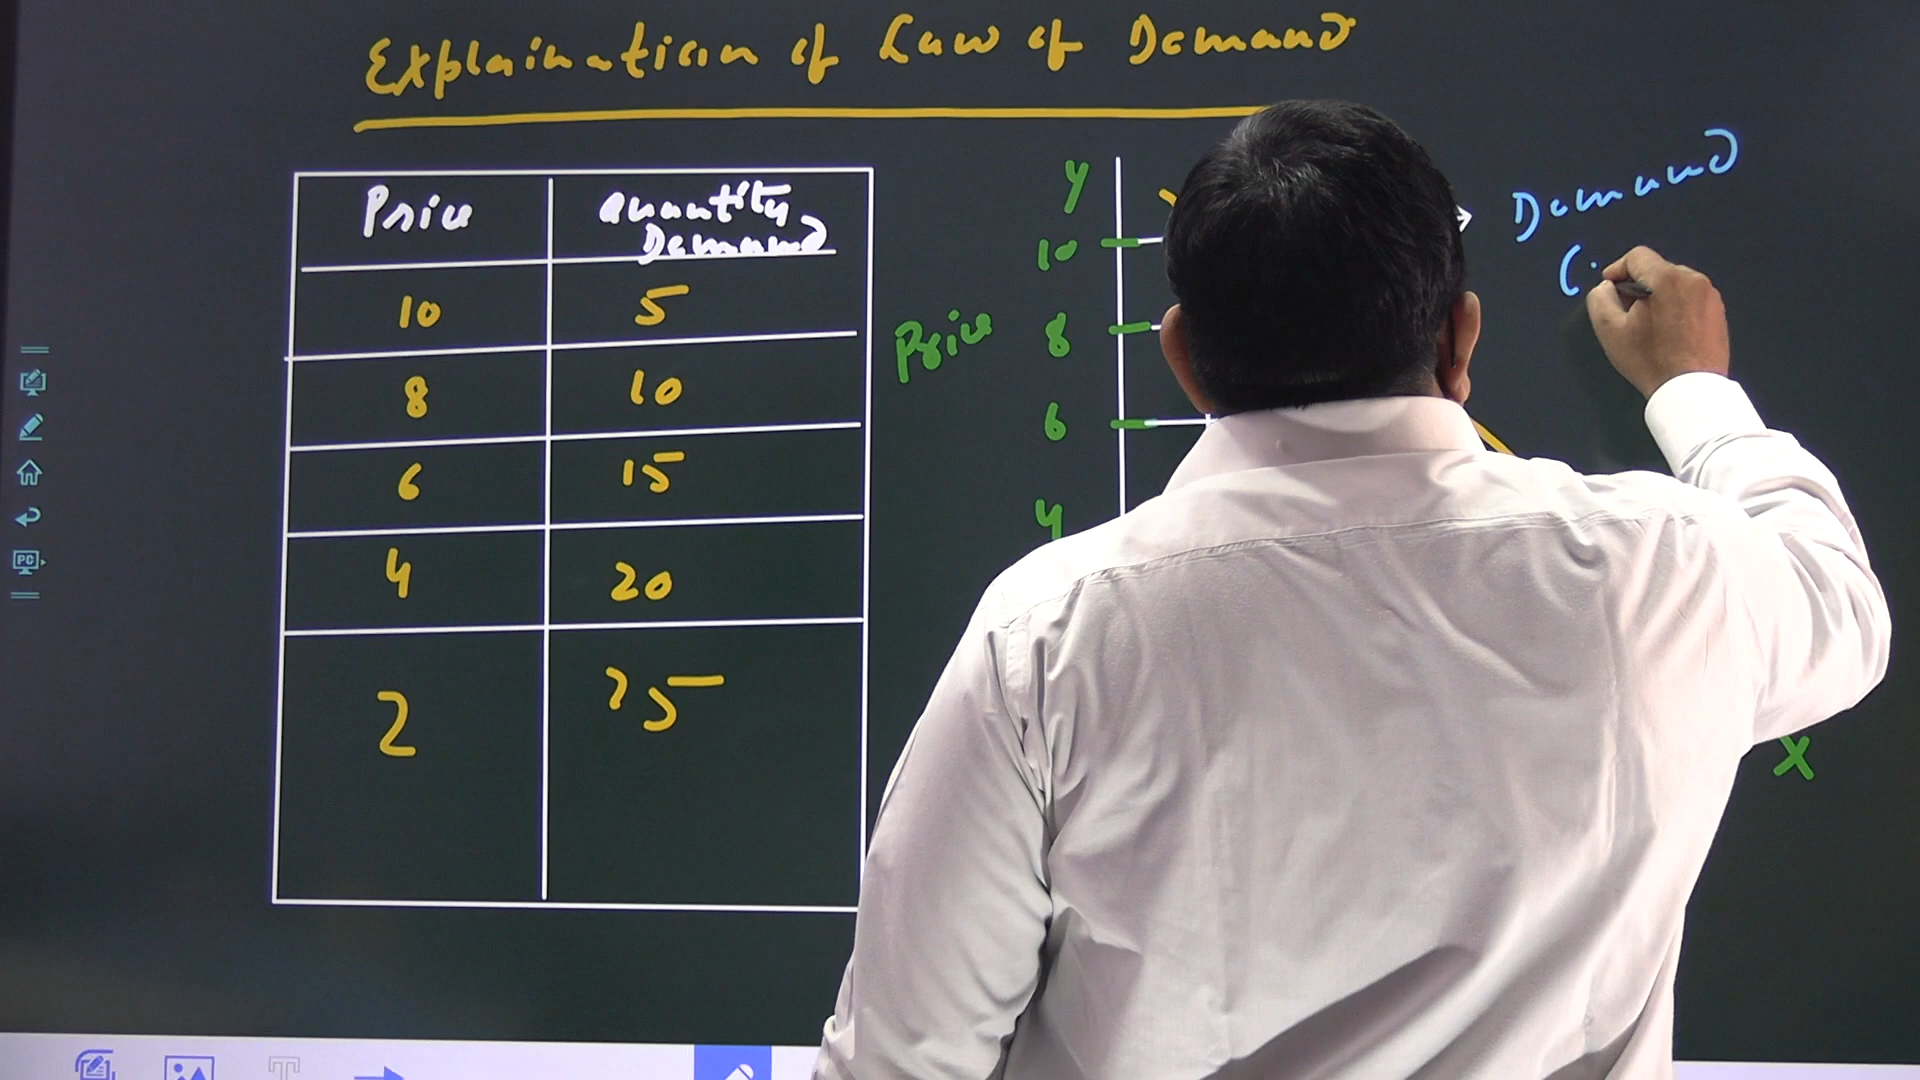 Explaination of Law of Demand
Price Quantity
Demand
10 5
8 10
6 15
4 20
2 25
Y
10
Price 8
6
4
X
Demand
PC